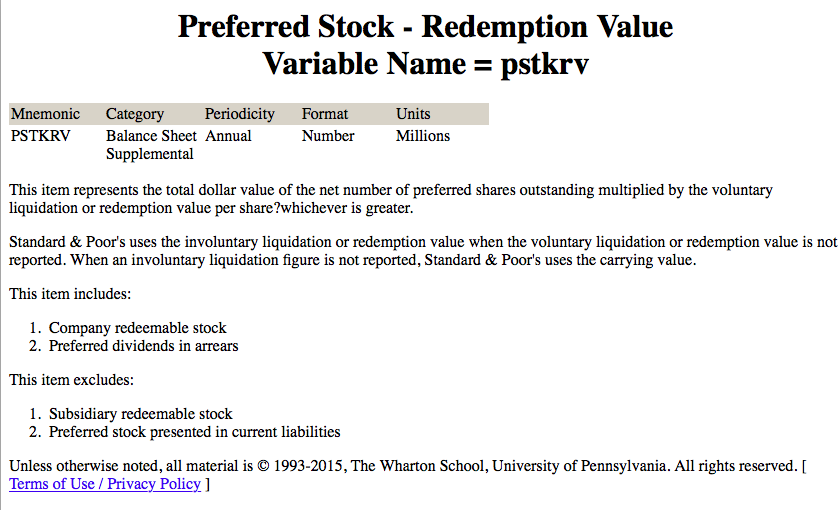 Preferred Stock - Redemption Value
Variable Name = pstkrv
Mnemonic Category Periodicity Format Units
PSTKRV Balance Sheet Annual Number Millions
Supplemental
This item represents the total dollar value of the net number of preferred shares outstanding multiplied by the voluntary
liquidation or redemption value per share?whichever is greater.
Standard & Poor's uses the involuntary liquidation or redemption value when the voluntary liquidation or redemption value is not
reported. When an involuntary liquidation figure is not reported, Standard & Poor's uses the carrying value.
This item includes:
1. Company redeemable stock
2. Preferred dividends in arrears
This item excludes:
1. Subsidiary redeemable stock
2. Preferred stock presented in current liabilities
Unless otherwise noted, all material is © 1993-2015, The Wharton School, University of Pennsylvania. All rights reserved. [
Terms of Use / Privacy Policy ]